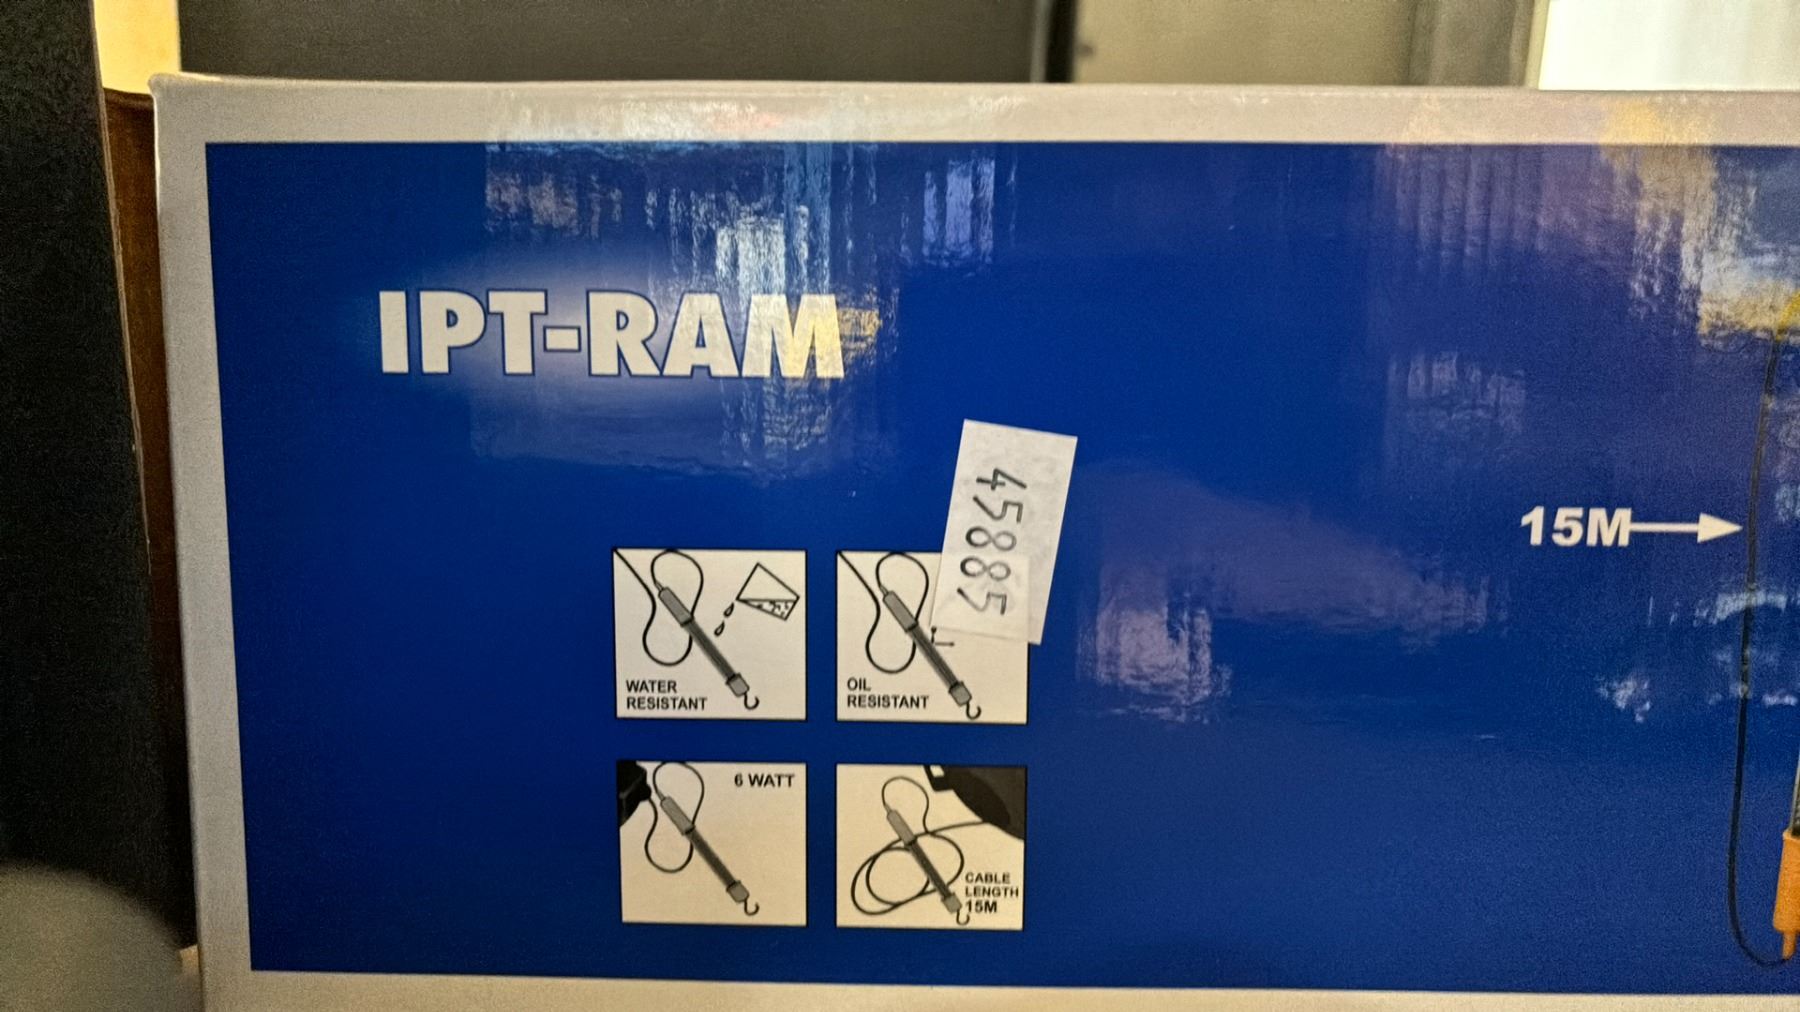 IPT-RAM
45885
15M
WATER
RESISTANT
OIL
RESISTANT
6 WATT
CABLE
LENGTH
15M